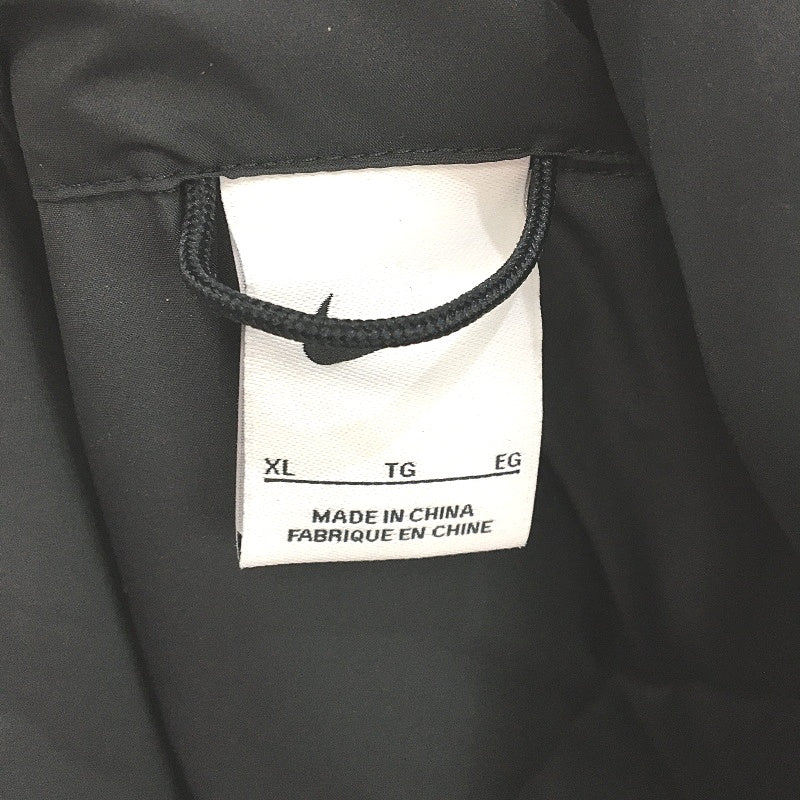 XL TG EG
MADE IN CHINA
FABRIQUE EN CHINE